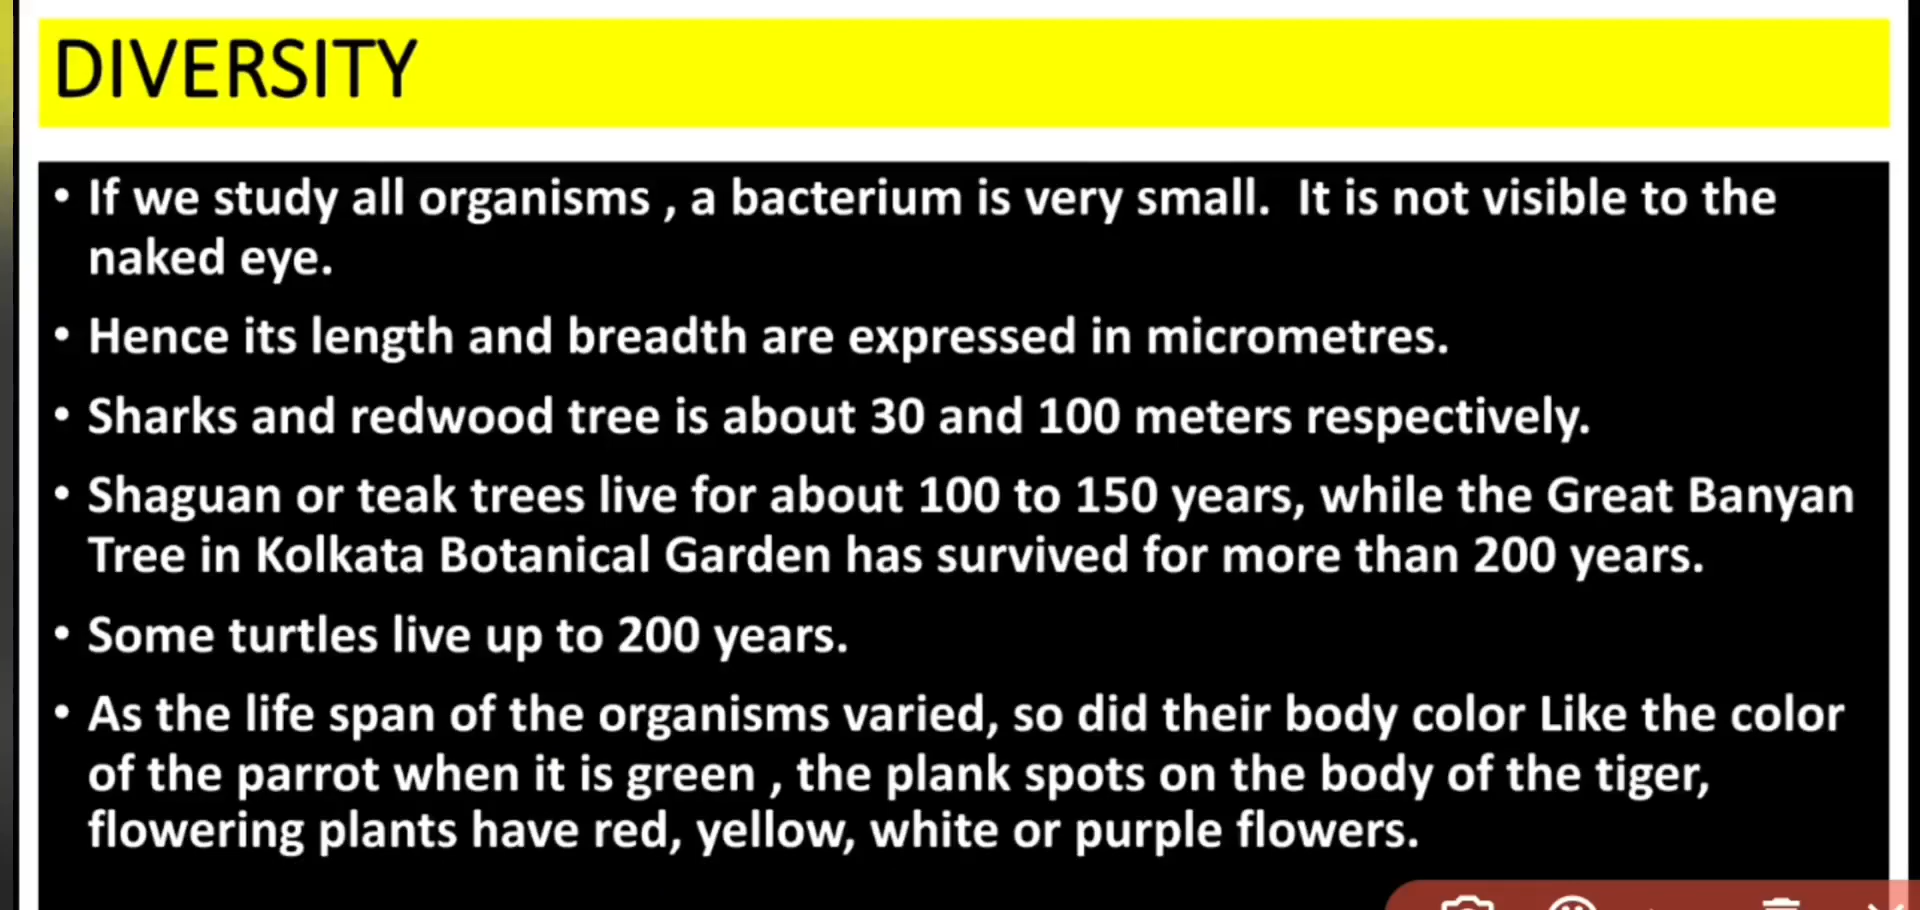 DIVERSITY
• If we study all organisms , a bacterium is very small.  It is not visible to the
naked eye.
• Hence its length and breadth are expressed in micrometres.
• Sharks and redwood tree is about 30 and 100 meters respectively.
• Shaguan or teak trees live for about 100 to 150 years, while the Great Banyan
Tree in Kolkata Botanical Garden has survived for more than 200 years.
• Some turtles live up to 200 years.
• As the life span of the organisms varied, so did their body color Like the color
of the parrot when it is green , the plank spots on the body of the tiger,
flowering plants have red, yellow, white or purple flowers.